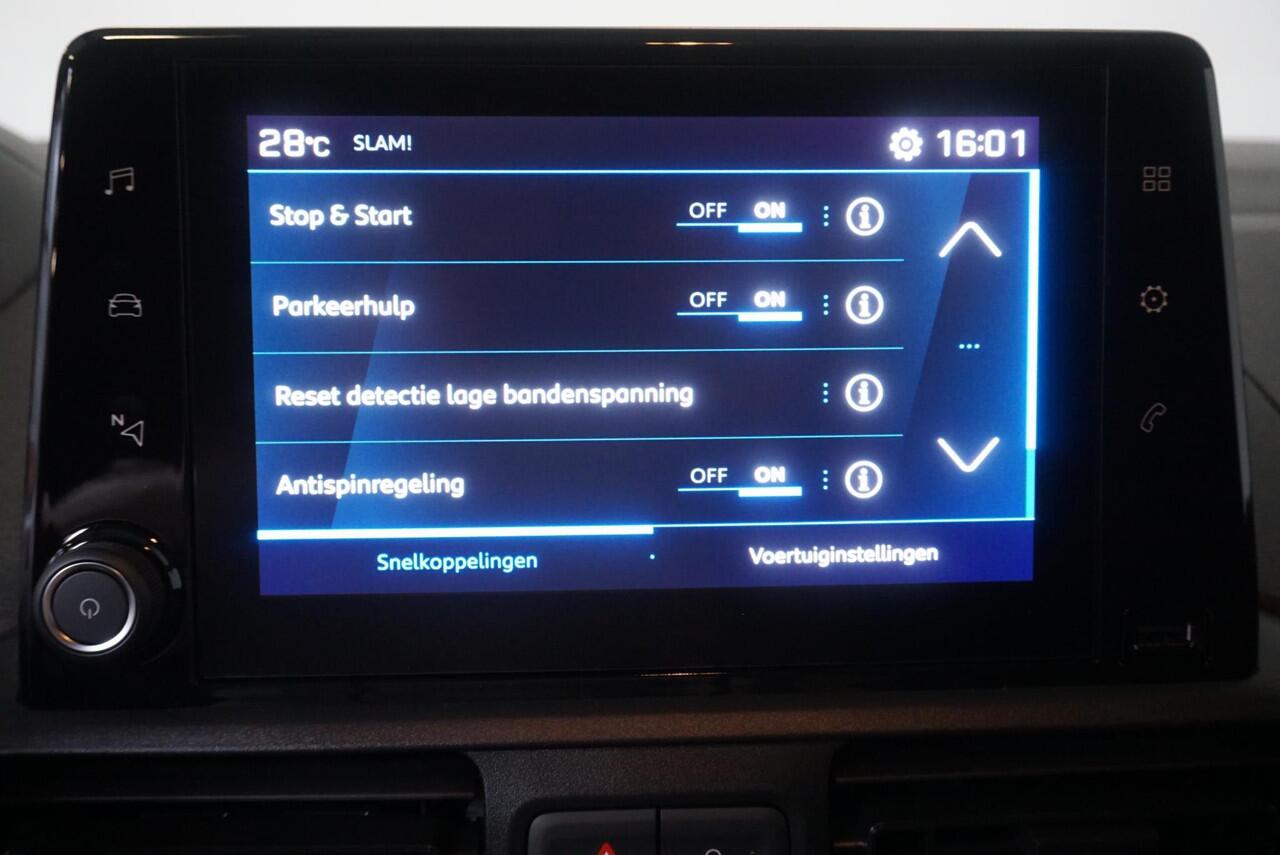 28°C SLAM! 16:01
Stop & Start OFF ON
Parkeerhulp OFF ON
Reset detectie lage bandenspanning
Antispinregeling OFF ON
Snelkoppelingen Voertuiginstellingen
N